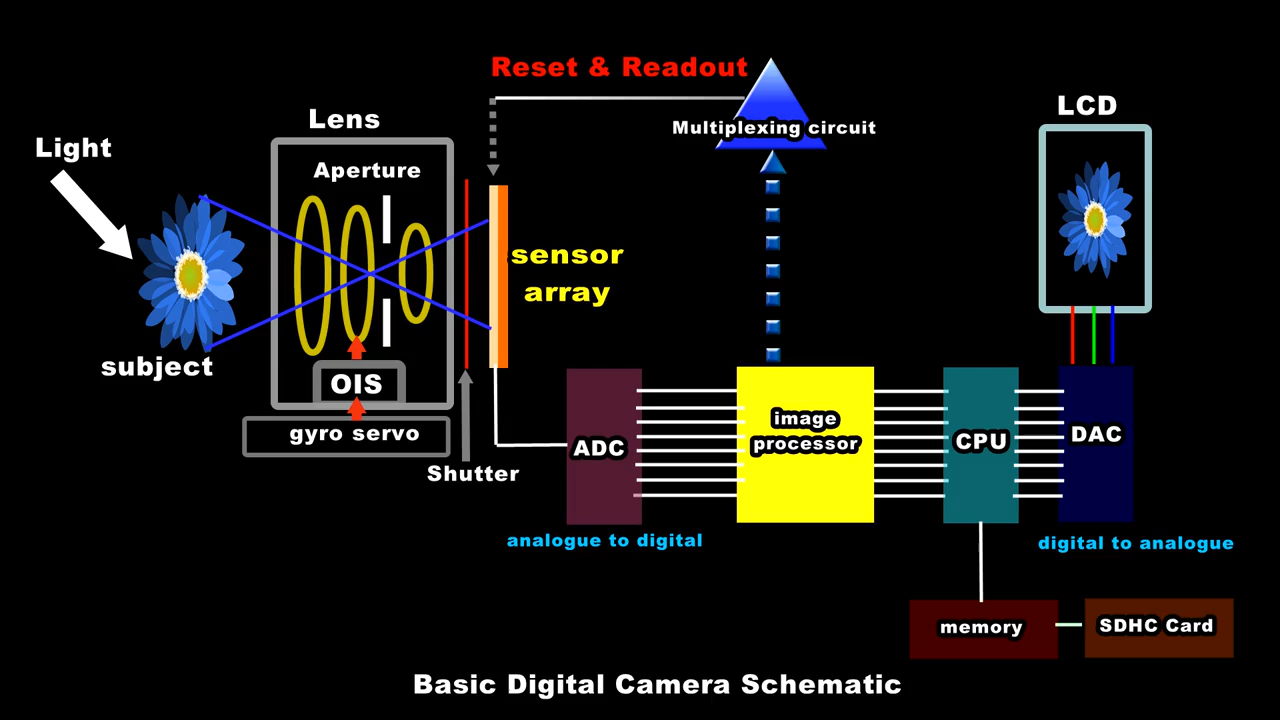 Reset & Readout
LCD
Lens
Multiplexing circuit
Light
Aperture
sensor
array
subject
OIS
gyro servo
Shutter
ADC
image
processor
CPU
DAC
analogue to digital
digital to analogue
memory
SDHC Card
Basic Digital Camera Schematic